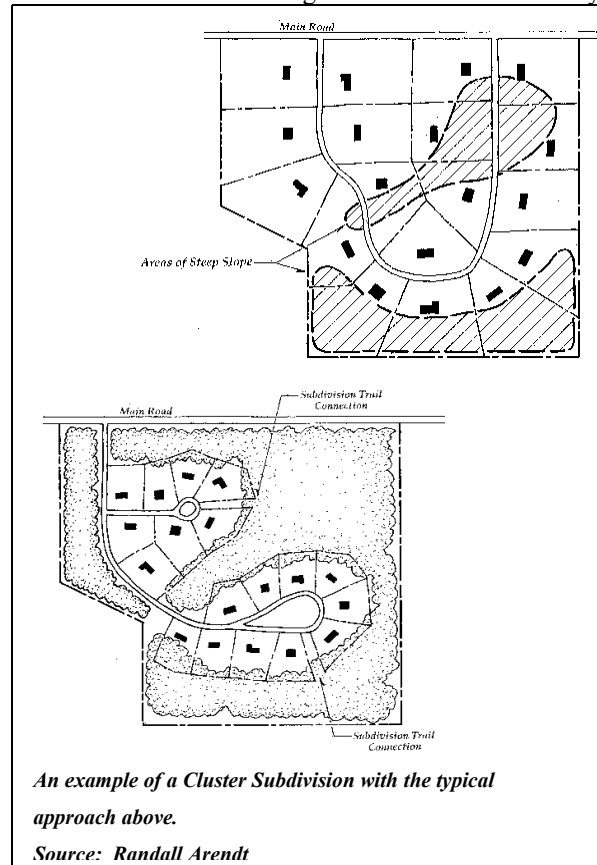 Main Road
Areas of Steep Slope
Subdivision Trail
Connection
Main Road
Subdivision Trail
Connection
An example of a Cluster Subdivision with the typical
approach above.
Source: Randall Arendt